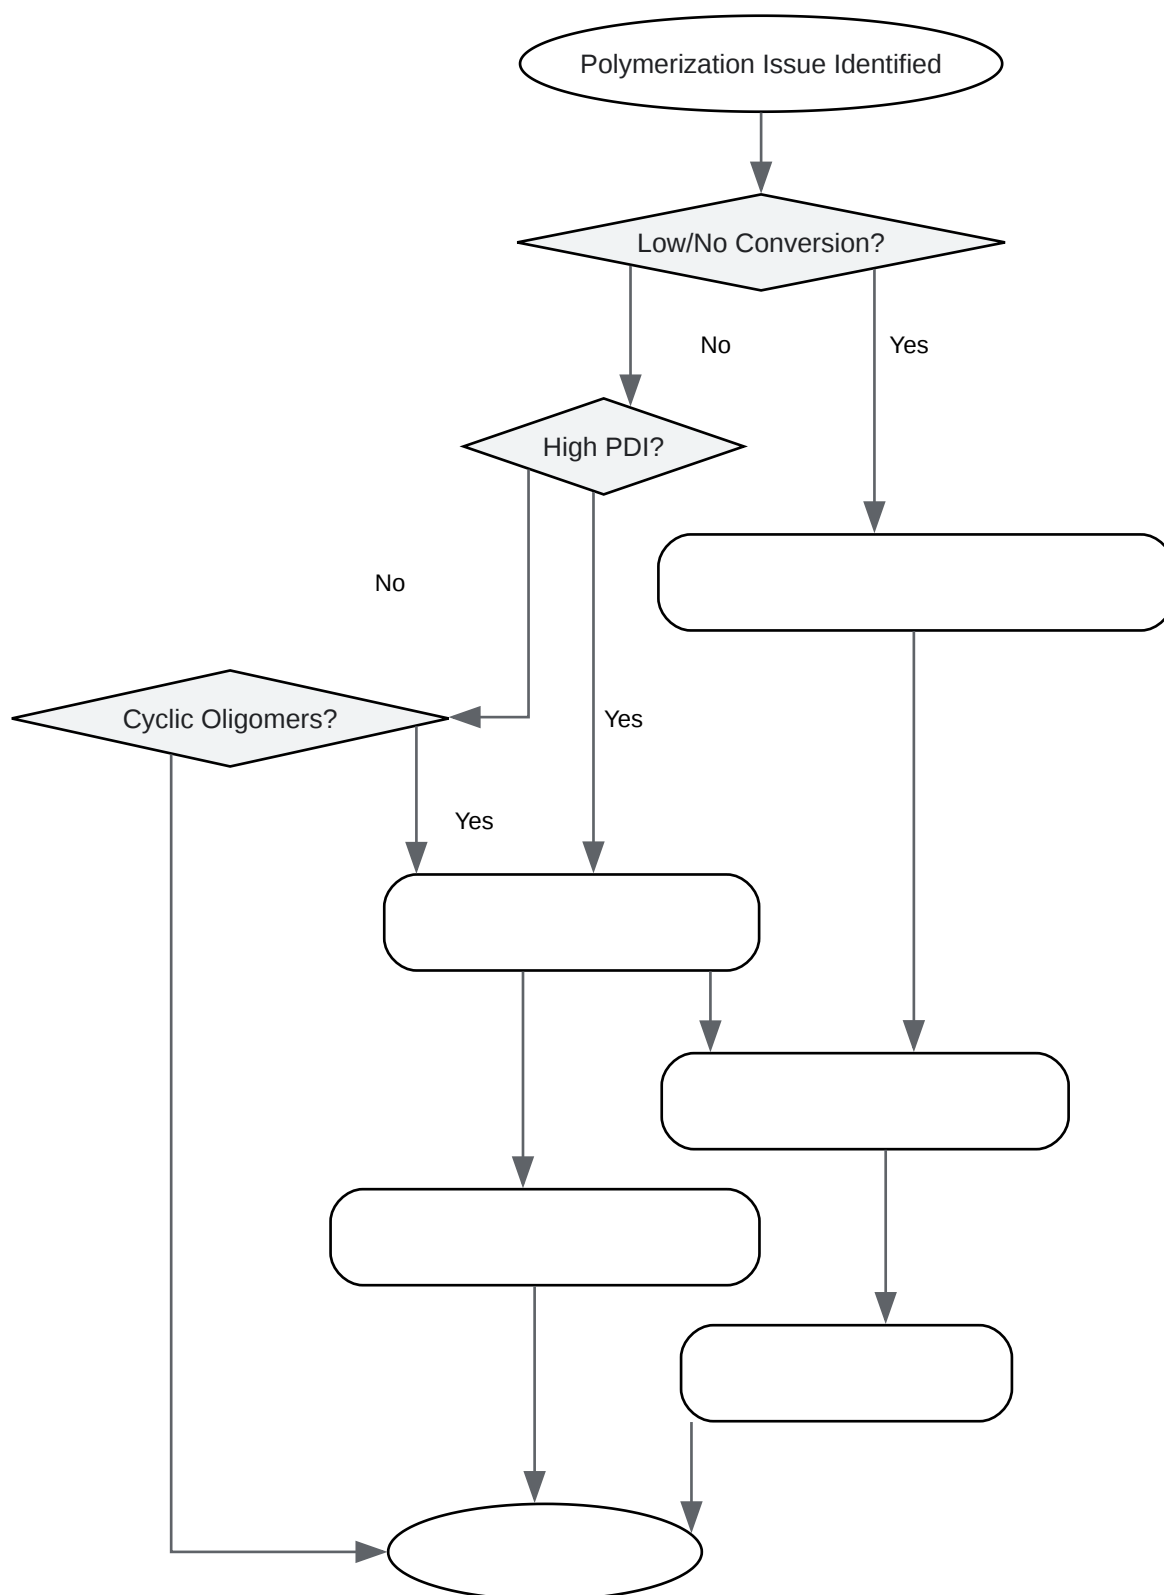 Polymerization Issue Identified
Low/No Conversion?
No
Yes
High PDI?
No
Cyclic Oligomers?
Yes
Yes